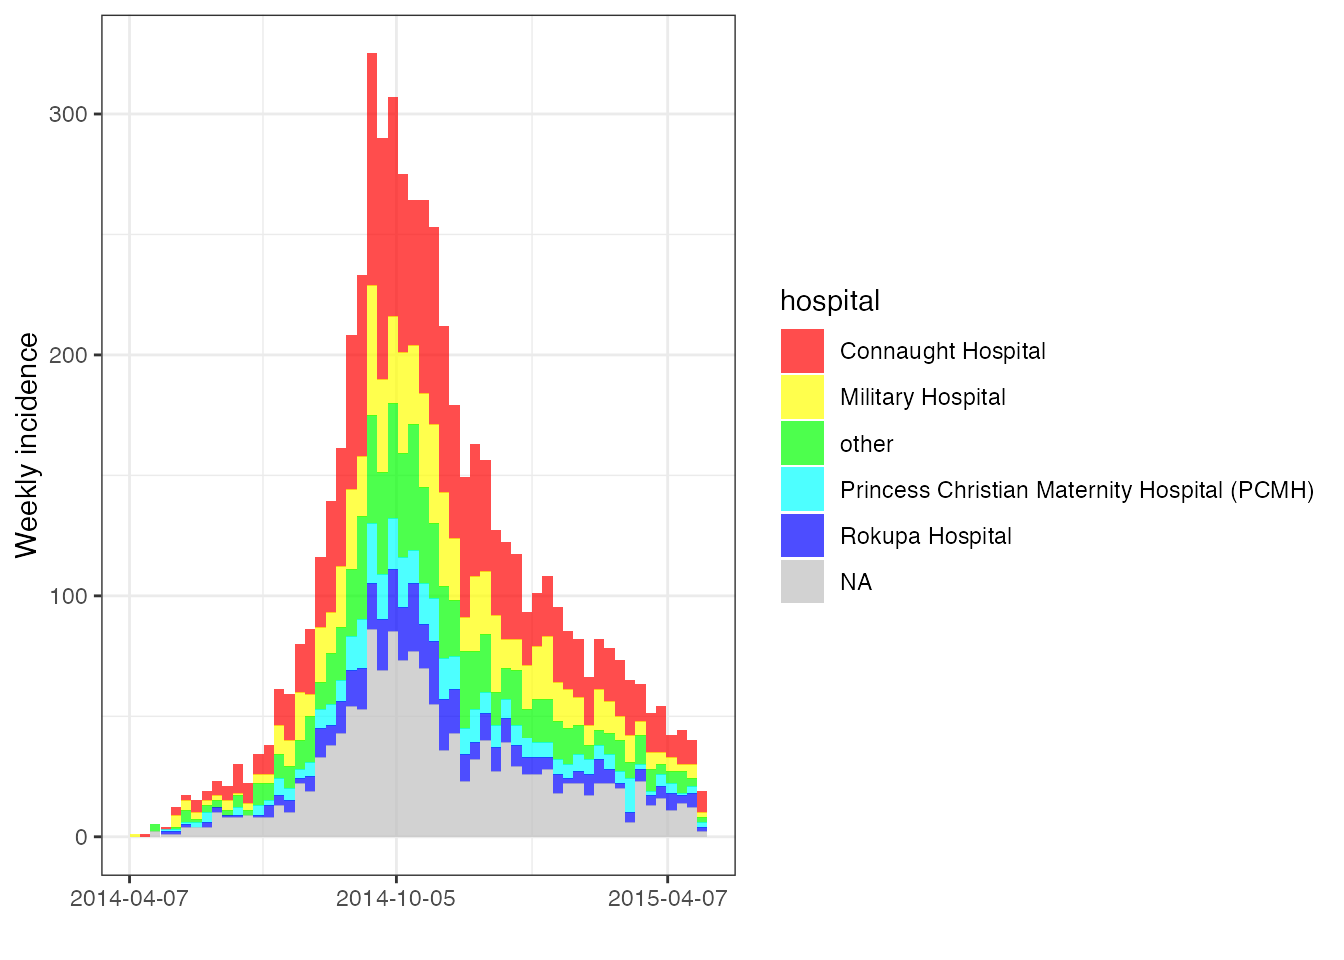 Weekly incidence
300
200
100
0
2014-04-07
2014-10-05
2015-04-07
hospital
Connaught Hospital
Military Hospital
other
Princess Christian Maternity Hospital (PCMH)
Rokupa Hospital
NA